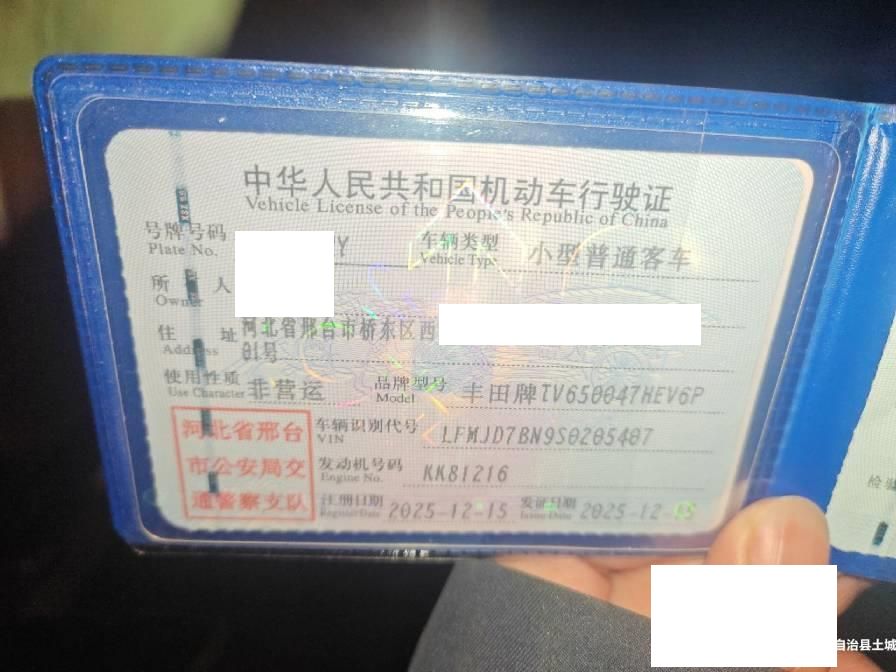 中华人民共和国机动车行驶证
Vehicle License of the People's Republic of China
号牌号码 Y 车辆类型 小型普通客车
Plate No. Vehicle Type
所 人
Owner
住 址 河北省邢台市桥东区西
Address 01号
使用性质 非营运 品牌型号 丰田牌TV650047HEV6P
Use Character Model
河北省邢台 车辆识别代号 LFMJD7BN9S0205407
VIN
市公安局交 发动机号码 KK81216
Engine No.
通警察支队 注册日期 2025-12-15 发证日期 2025-12-15
Register Date Issue Date
检验
自治县土城